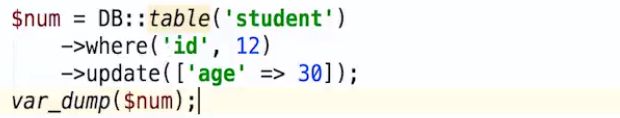 $num = DB::table('student')
->where('id', 12)
->update(['age' => 30]);
var_dump($num);